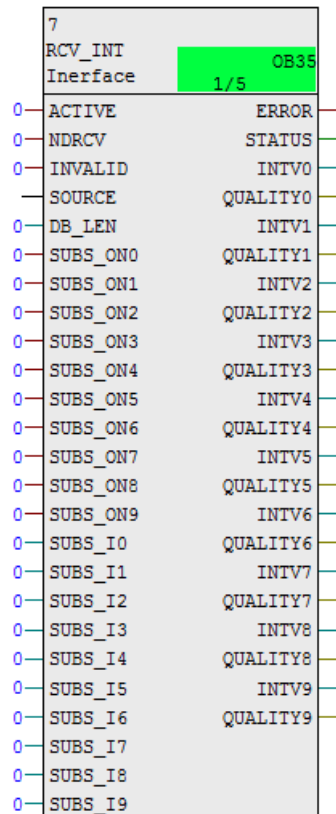 7
RCV_INT
Inerface
OB35
1/5
0 ACTIVE ERROR
0 NDRCV STATUS
0 INVALID INTV0
SOURCE QUALITY0
0 DB_LEN INTV1
0 SUBS_ON0 QUALITY1
0 SUBS_ON1 INTV2
0 SUBS_ON2 QUALITY2
0 SUBS_ON3 INTV3
0 SUBS_ON4 QUALITY3
0 SUBS_ON5 INTV4
0 SUBS_ON6 QUALITY4
0 SUBS_ON7 INTV5
0 SUBS_ON8 QUALITY5
0 SUBS_ON9 INTV6
0 SUBS_I0 QUALITY6
0 SUBS_I1 INTV7
0 SUBS_I2 QUALITY7
0 SUBS_I3 INTV8
0 SUBS_I4 QUALITY8
0 SUBS_I5 INTV9
0 SUBS_I6 QUALITY9
0 SUBS_I7
0 SUBS_I8
0 SUBS_I9